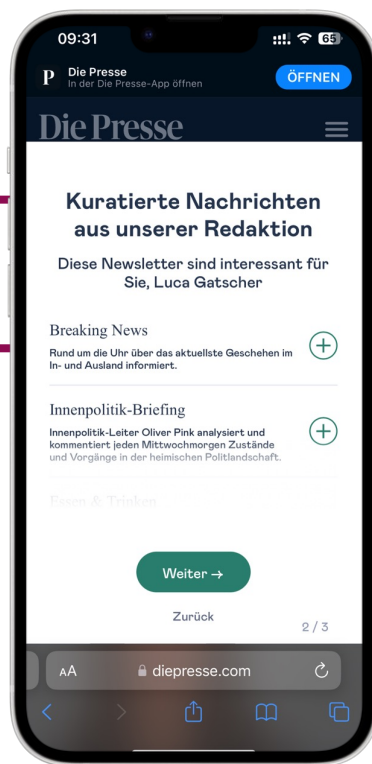 09:31
65
P
Die Presse
In der Die Presse-App öffnen
ÖFFNEN
Die Presse
Kuratierte Nachrichten
aus unserer Redaktion
Diese Newsletter sind interessant für
Sie, Luca Gatscher
Breaking News
Rund um die Uhr über das aktuellste Geschehen im
In- und Ausland informiert.
Innenpolitik-Briefing
Innenpolitik-Leiter Oliver Pink analysiert und
kommentiert jeden Mittwochmorgen Zustände
und Vorgänge in der heimischen Politlandschaft.
Essen & Trinken
Weiter →
Zurück
2 / 3
AA
diepresse.com